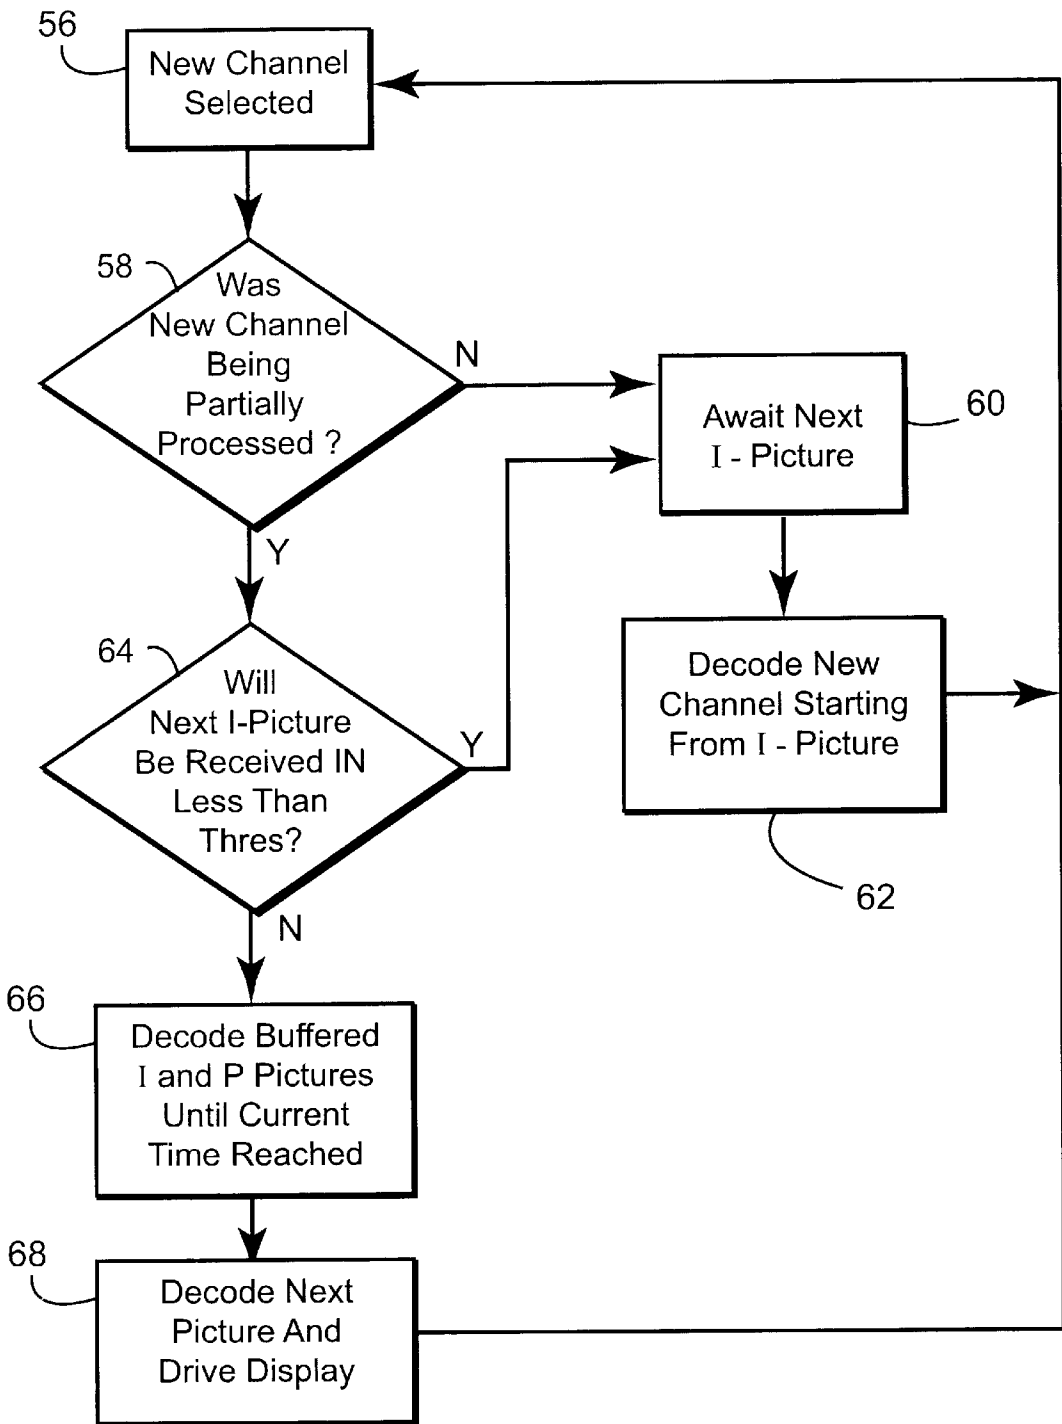 56
New Channel
Selected
58
Was
New Channel
Being
Partially
Processed ?
N
Y
Await Next
I - Picture
60
64
Will
Next I-Picture
Be Received IN
Less Than
Thres?
Y
N
Decode New
Channel Starting
From I - Picture
62
66
Decode Buffered
I and P Pictures
Until Current
Time Reached
68
Decode Next
Picture And
Drive Display